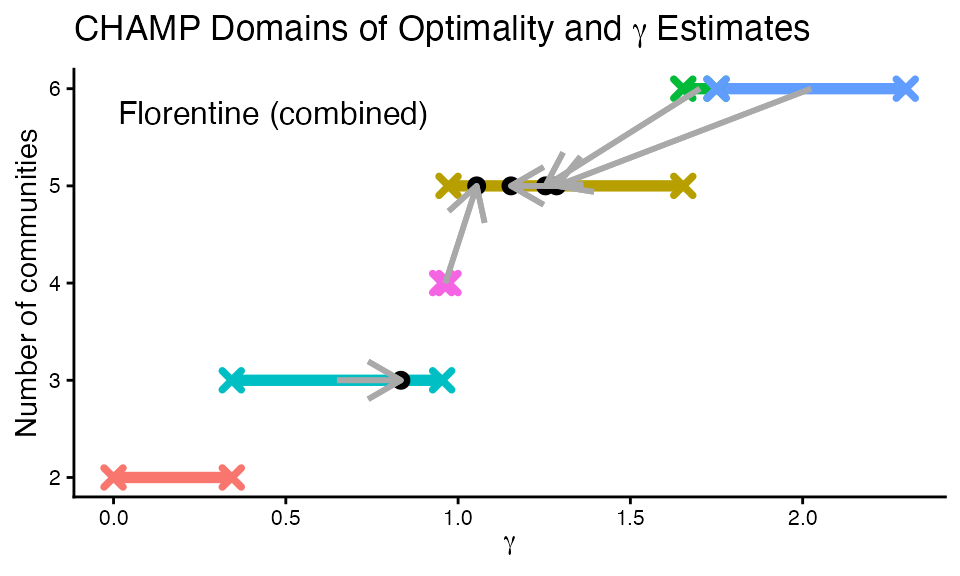 CHAMP Domains of Optimality and γ Estimates
Florentine (combined)
Number of communities
6
5
4
3
2
0.0 0.5 1.0 1.5 2.0
γ